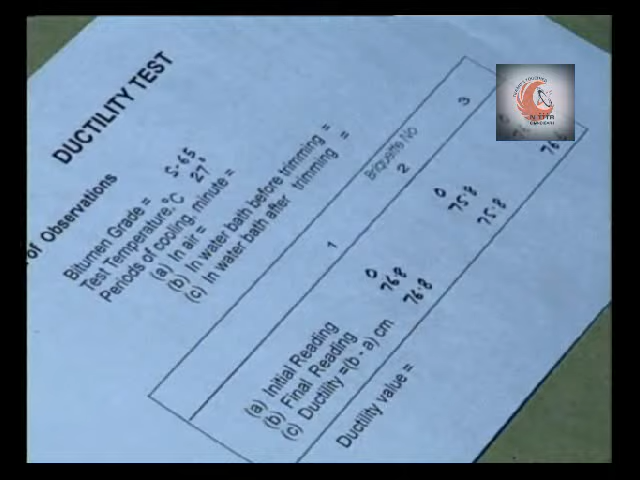 DUCTILITY TEST
of Observations
Bitumen Grade = S-65
Test Temperature,°C 27°
Periods of cooling, minute =
(a) In air =
(b) In water bath before trimming =
(c) In water bath after trimming =
Briquette No
1 2 3
(a) Initial Reading 0 0
(b) Final Reading 76.8 75.8
(c) Ductility =(b - a) cm 76.8 75.8 76
Ductility value =